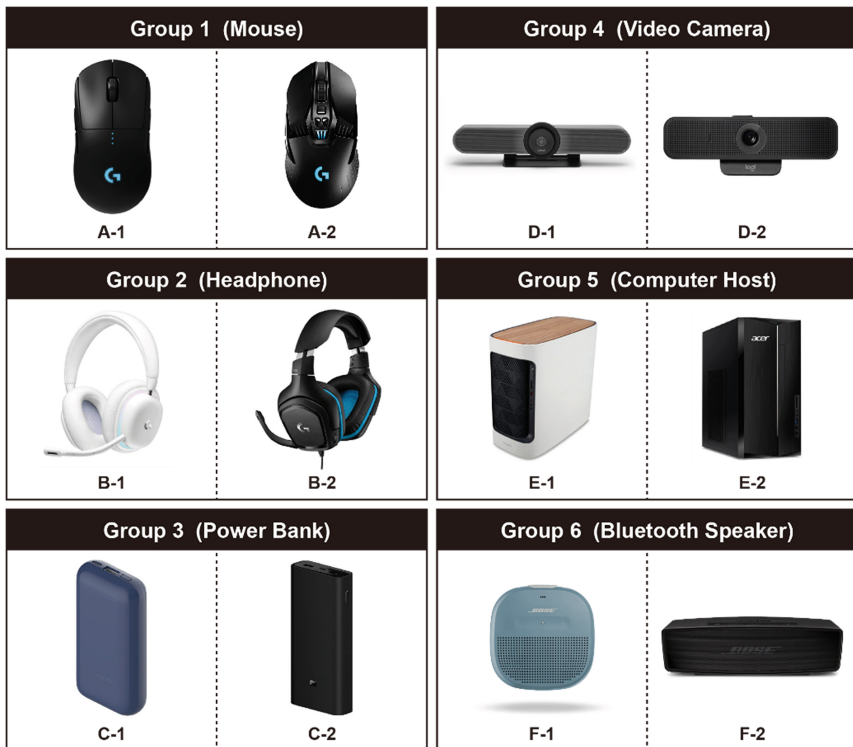 Group 1 (Mouse)
A-1
A-2
Group 4 (Video Camera)
logi
D-1
D-2
Group 2 (Headphone)
B-1
B-2
Group 5 (Computer Host)
acer
E-1
E-2
Group 3 (Power Bank)
C-1
C-2
Group 6 (Bluetooth Speaker)
BOSE
BOSE
F-1
F-2